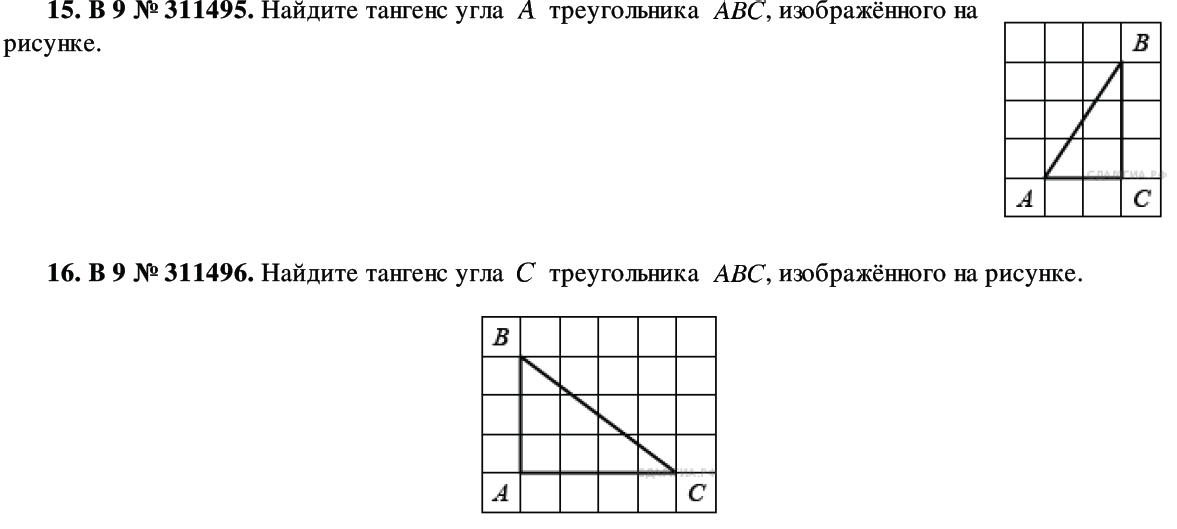 15. В 9 № 311495. Найдите тангенс угла A треугольника ABC, изображённого на
рисунке.
B
A
C
16. В 9 № 311496. Найдите тангенс угла C треугольника ABC, изображённого на рисунке.
B
A
C